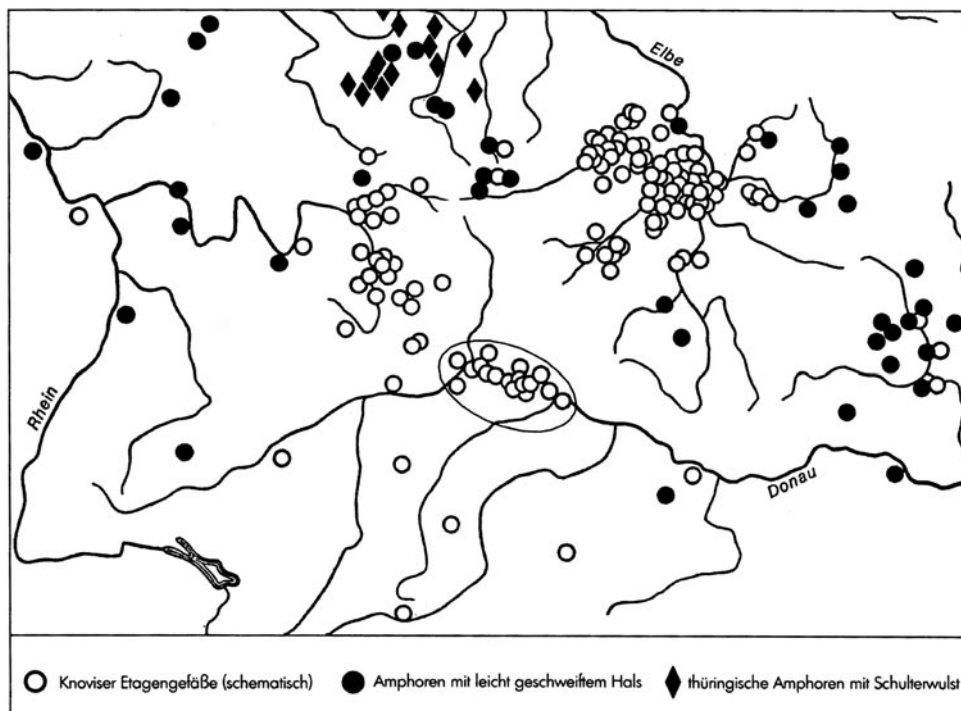 Elbe
Rhein
Donau
Knoviser Etagengefäße (schematisch) Amphoren mit leicht geschweiftem Hals thüringische Amphoren mit Schulterwulst